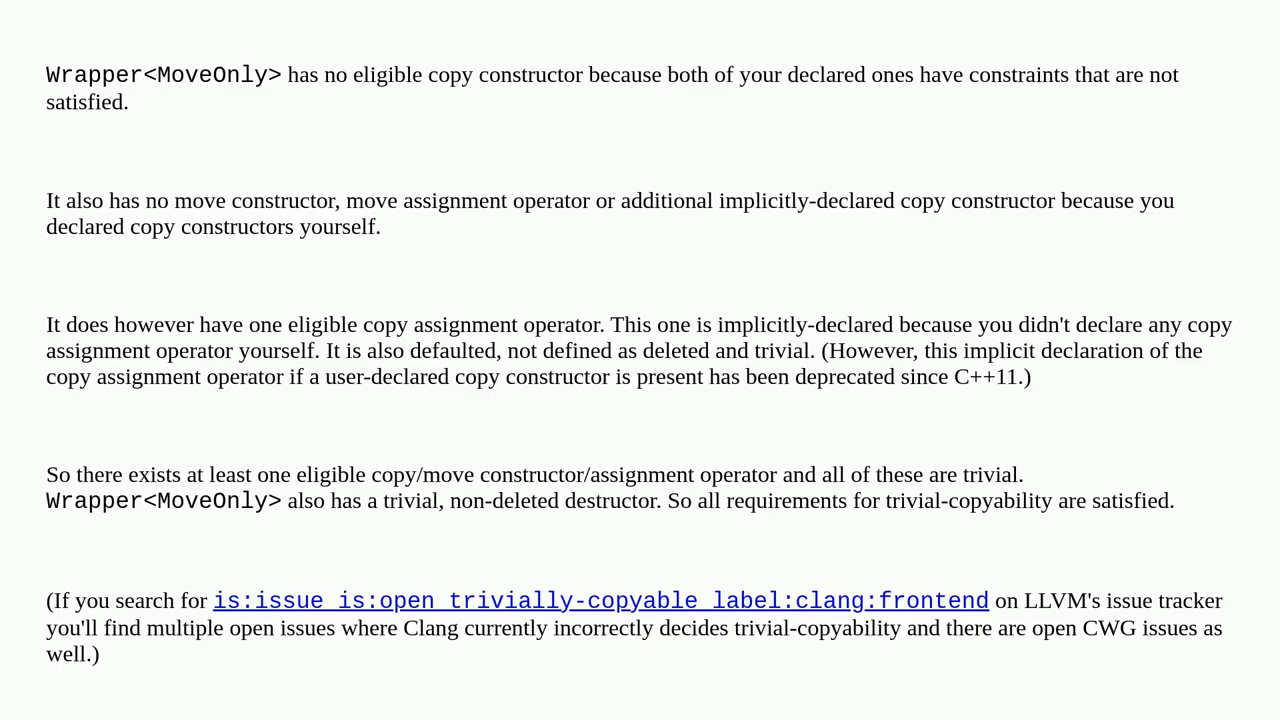 Wrapper<MoveOnly> has no eligible copy constructor because both of your declared ones have constraints that are not
satisfied.
It also has no move constructor, move assignment operator or additional implicitly-declared copy constructor because you
declared copy constructors yourself.
It does however have one eligible copy assignment operator. This one is implicitly-declared because you didn't declare any copy
assignment operator yourself. It is also defaulted, not defined as deleted and trivial. (However, this implicit declaration of the
copy assignment operator if a user-declared copy constructor is present has been deprecated since C++11.)
So there exists at least one eligible copy/move constructor/assignment operator and all of these are trivial.
Wrapper<MoveOnly> also has a trivial, non-deleted destructor. So all requirements for trivial-copyability are satisfied.
(If you search for is:issue is:open trivially-copyable label:clang:frontend on LLVM's issue tracker
you'll find multiple open issues where Clang currently incorrectly decides trivial-copyability and there are open CWG issues as
well.)